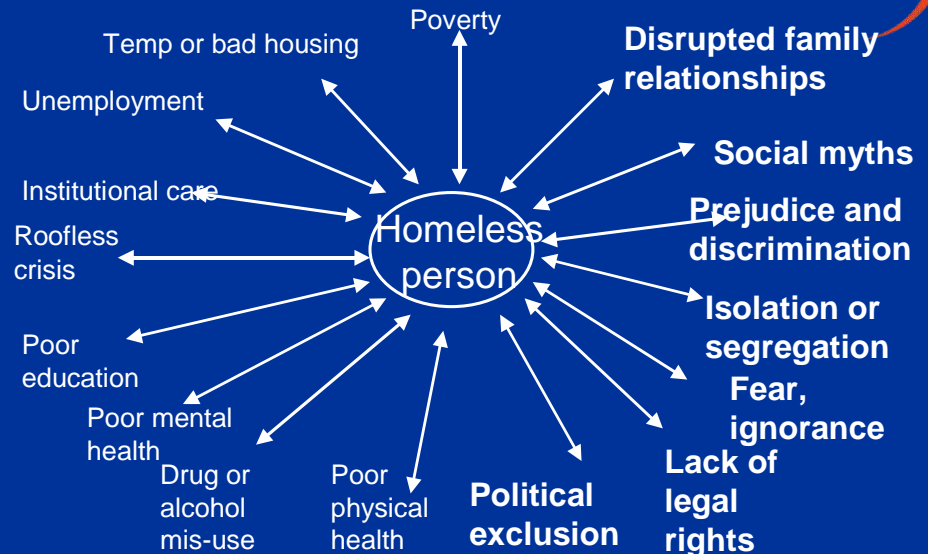 Poverty
Temp or bad housing
Disrupted family
relationships
Unemployment
Social myths
Institutional care
Prejudice and
discrimination
Roofless
crisis
Homeless
person
Isolation or
segregation
Poor
education
Fear,
ignorance
Poor mental
health
Drug or
alcohol
mis-use
Poor
physical
health
Political
exclusion
Lack of
legal
rights